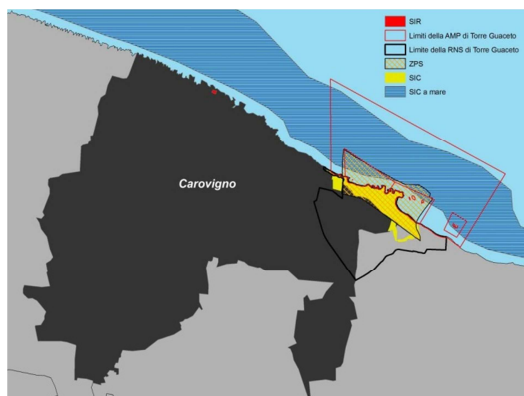 SIR
Limiti della AMP di Torre Guaceto
Limite della RNS di Torre Guaceto
ZPS
SIC
SIC a mare
Carovigno